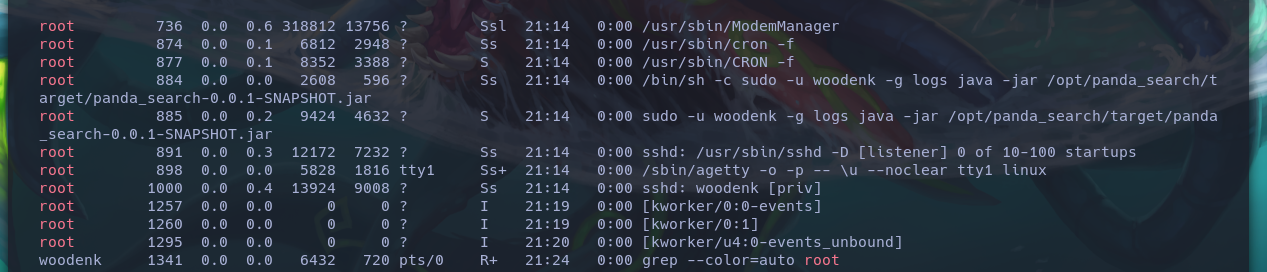 root         736  0.0  0.6 318812 13756 ?        Ssl  21:14   0:00 /usr/sbin/ModemManager
root         874  0.0  0.1   6812  2948 ?        Ss   21:14   0:00 /usr/sbin/cron -f
root         877  0.0  0.1   8352  3388 ?        S    21:14   0:00 /usr/sbin/CRON -f
root         884  0.0  0.0   2608   596 ?        Ss   21:14   0:00 /bin/sh -c sudo -u woodenk -g logs java -jar /opt/panda_search/t
arget/panda_search-0.0.1-SNAPSHOT.jar
root         885  0.0  0.2   9424  4632 ?        S    21:14   0:00 sudo -u woodenk -g logs java -jar /opt/panda_search/target/panda
_search-0.0.1-SNAPSHOT.jar
root         891  0.0  0.3  12172  7232 ?        Ss   21:14   0:00 sshd: /usr/sbin/sshd -D [listener] 0 of 10-100 startups
root         898  0.0  0.0   5828  1816 tty1     Ss+  21:14   0:00 /sbin/agetty -o -p -- \u --noclear tty1 linux
root        1000  0.0  0.4  13924  9008 ?        Ss   21:14   0:00 sshd: woodenk [priv]
root        1257  0.0  0.0      0     0 ?        I    21:19   0:00 [kworker/0:0-events]
root        1260  0.0  0.0      0     0 ?        I    21:19   0:00 [kworker/0:1]
root        1295  0.0  0.0      0     0 ?        I    21:20   0:00 [kworker/u4:0-events_unbound]
woodenk     1341  0.0  0.0   6432   720 pts/0    R+   21:24   0:00 grep --color=auto root